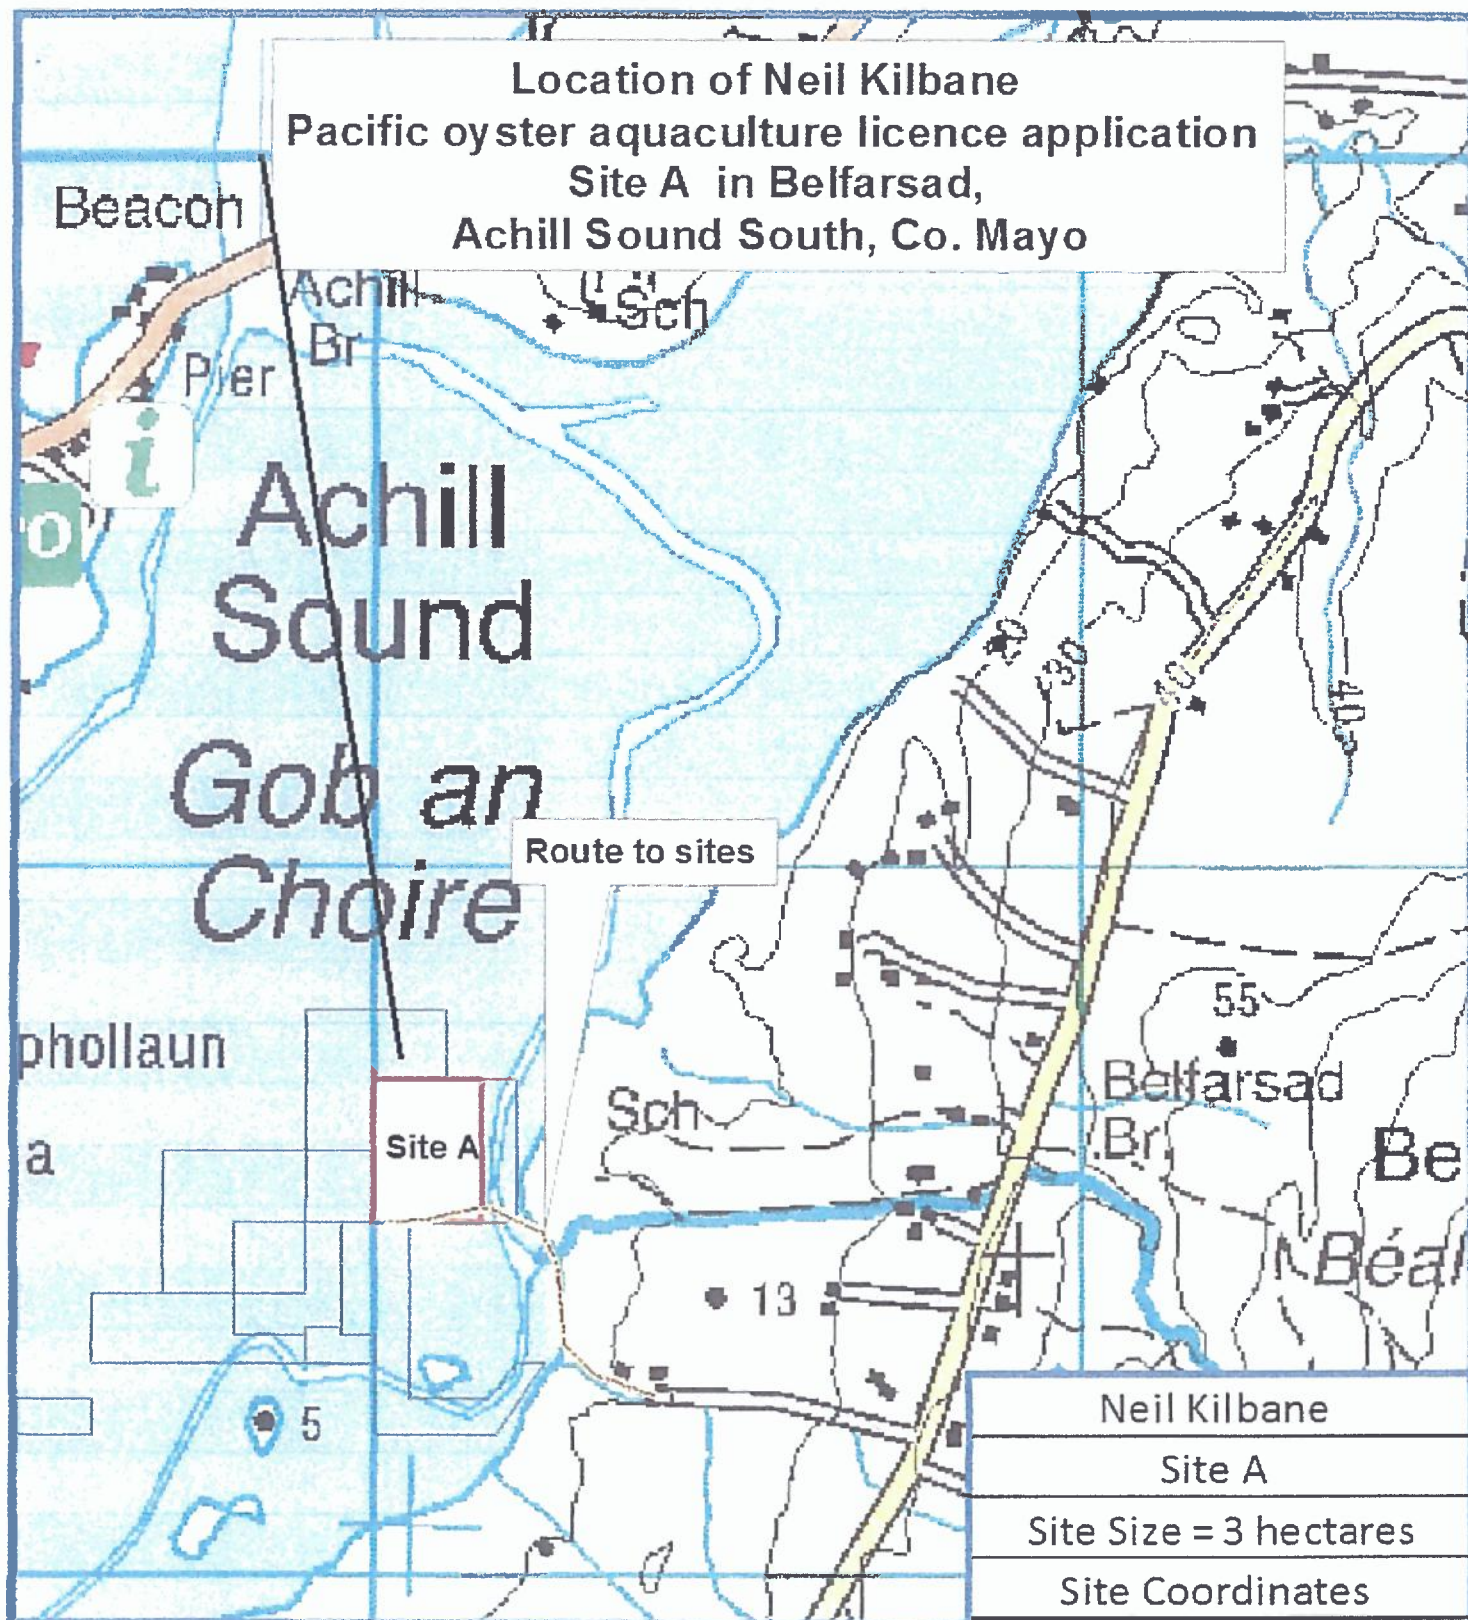 Location of Neil Kilbane
Pacific oyster aquaculture licence application
Site A in Belfarsad,
Achill Sound South, Co. Mayo
Beacon
Achill
Br
Sch
Pier
i
Achill
Sound
Gob an
Choire
Route to sites
phollaun
a
Site A
Sch
55
Belfarsad
Br.
Be
Béal
13
5
30
40
Neil Kilbane
Site A
Site Size = 3 hectares
Site Coordinates